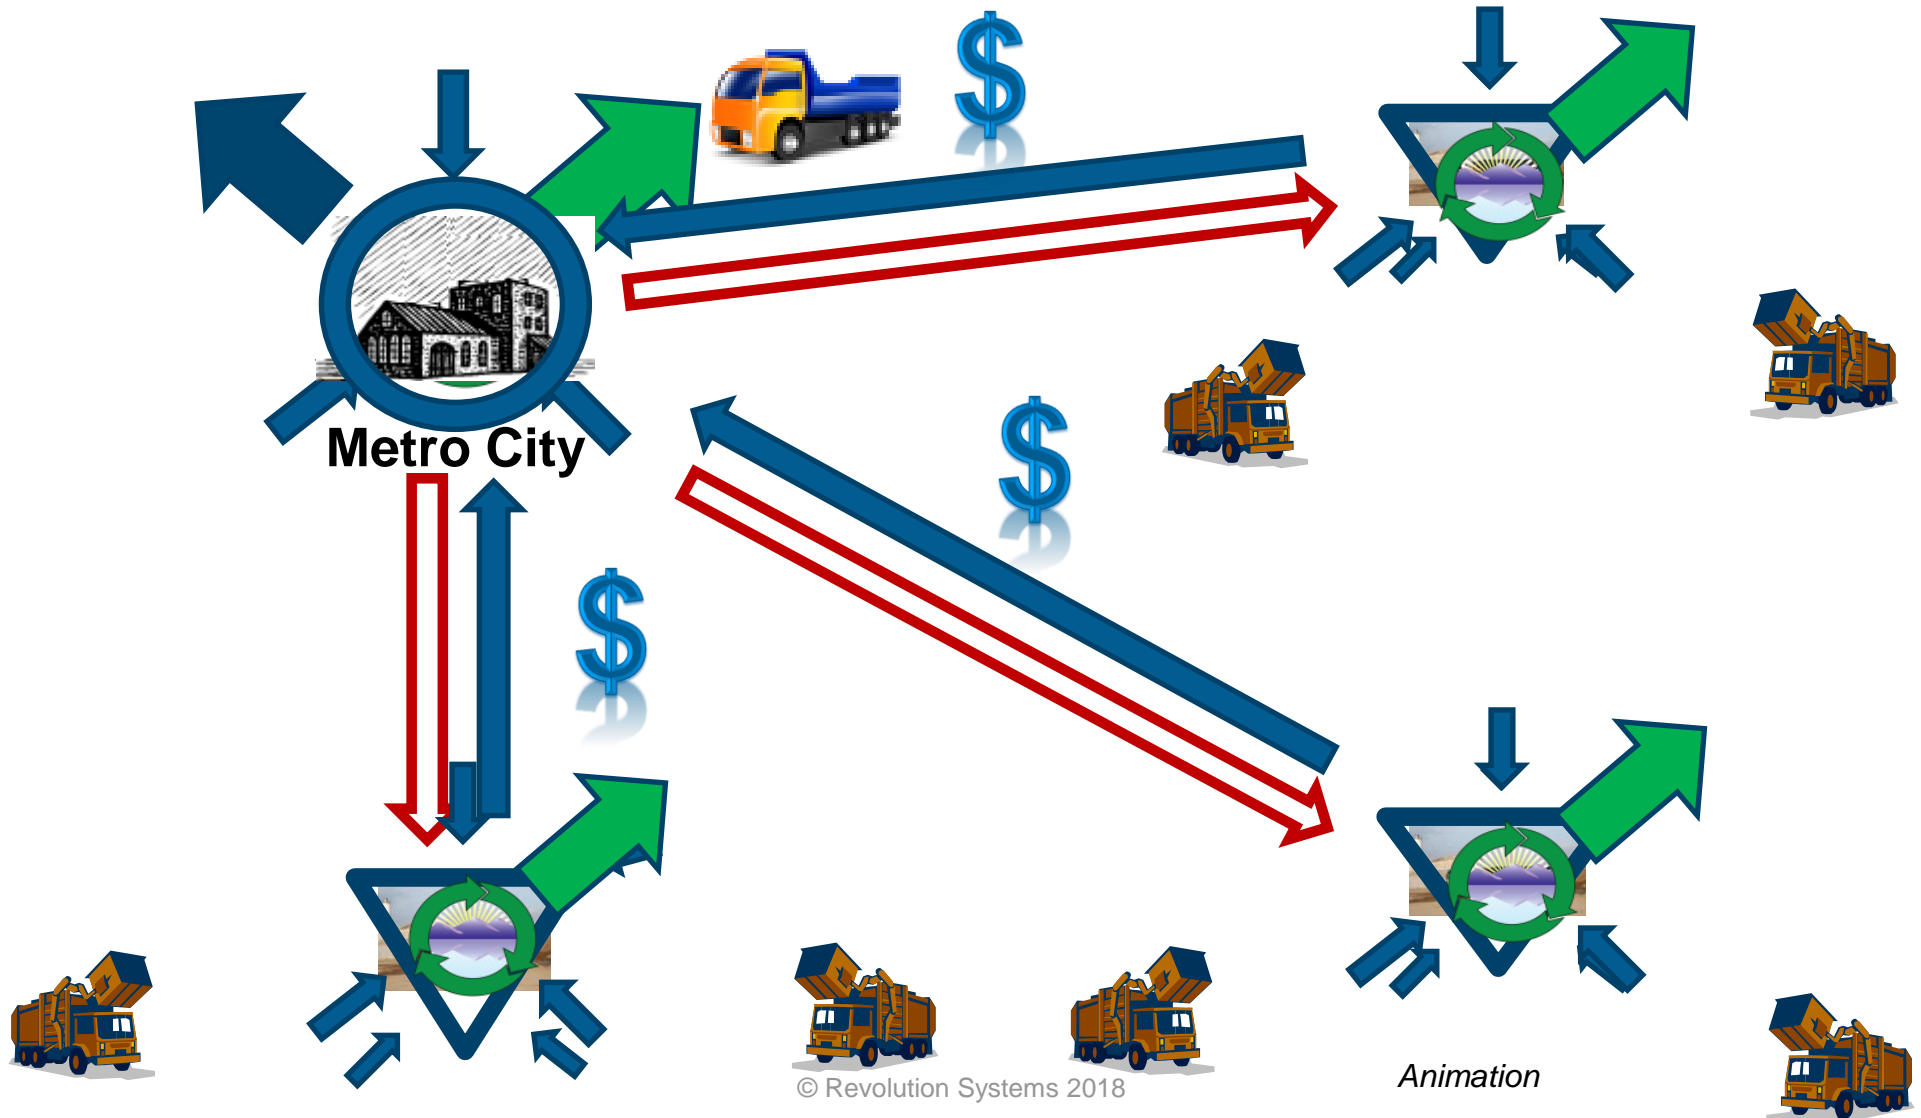 $
$
Metro City
$
© Revolution Systems 2018
Animation